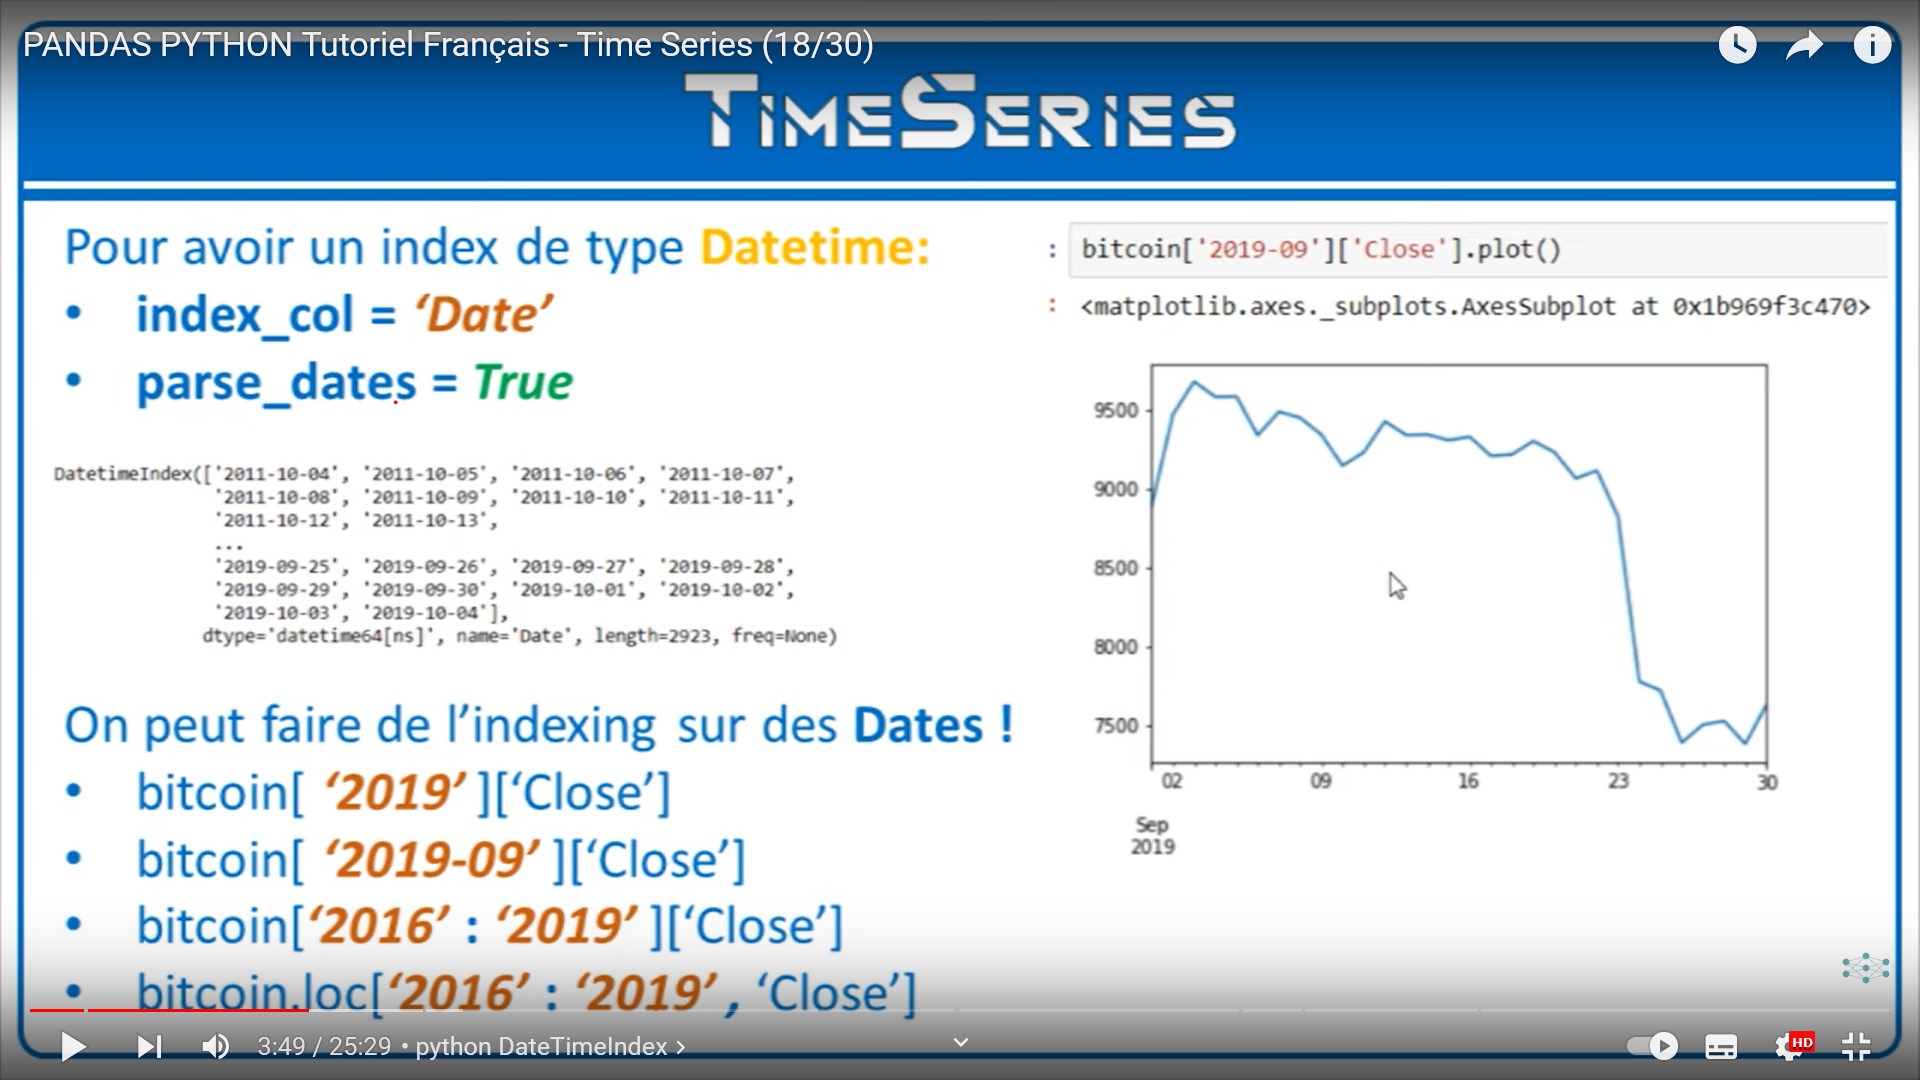 PANDAS PYTHON Tutoriel Français - Time Series (18/30)
TIMESERIES
Pour avoir un index de type Datetime:
• index_col = ‘Date’
• parse_dates = True
DatetimeIndex(['2011-10-04', '2011-10-05', '2011-10-06', '2011-10-07',
'2011-10-08', '2011-10-09', '2011-10-10', '2011-10-11',
'2011-10-12', '2011-10-13',
...
'2019-09-25', '2019-09-26', '2019-09-27', '2019-09-28',
'2019-09-29', '2019-09-30', '2019-10-01', '2019-10-02',
'2019-10-03', '2019-10-04'],
dtype='datetime64[ns]', name='Date', length=2923, freq=None)
On peut faire de l’indexing sur des Dates !
• bitcoin[ ‘2019’ ][‘Close’]
• bitcoin[ ‘2019-09’ ][‘Close’]
• bitcoin[‘2016’ : ‘2019’ ][‘Close’]
• bitcoin.loc[‘2016’ : ‘2019’ , ‘Close’]
: bitcoin['2019-09']['Close'].plot()
: <matplotlib.axes._subplots.AxesSubplot at 0x1b969f3c470>
9500
9000
8500
8000
7500
02 09 16 23 30
Sep
2019
3:49 / 25:29 • python DateTimeIndex >
HD